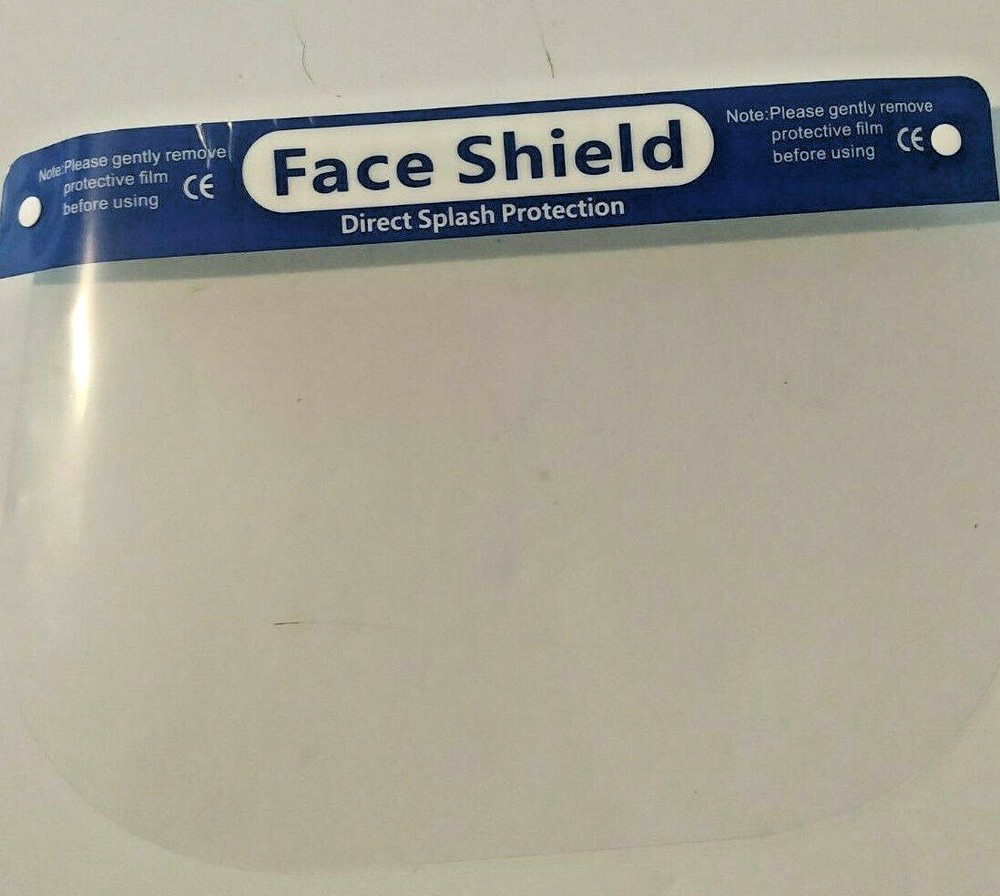 Note:Please gently remove
protective film
before using
CE
Face Shield
Direct Splash Protection
Note:Please gently remove
protective film
before using
CE